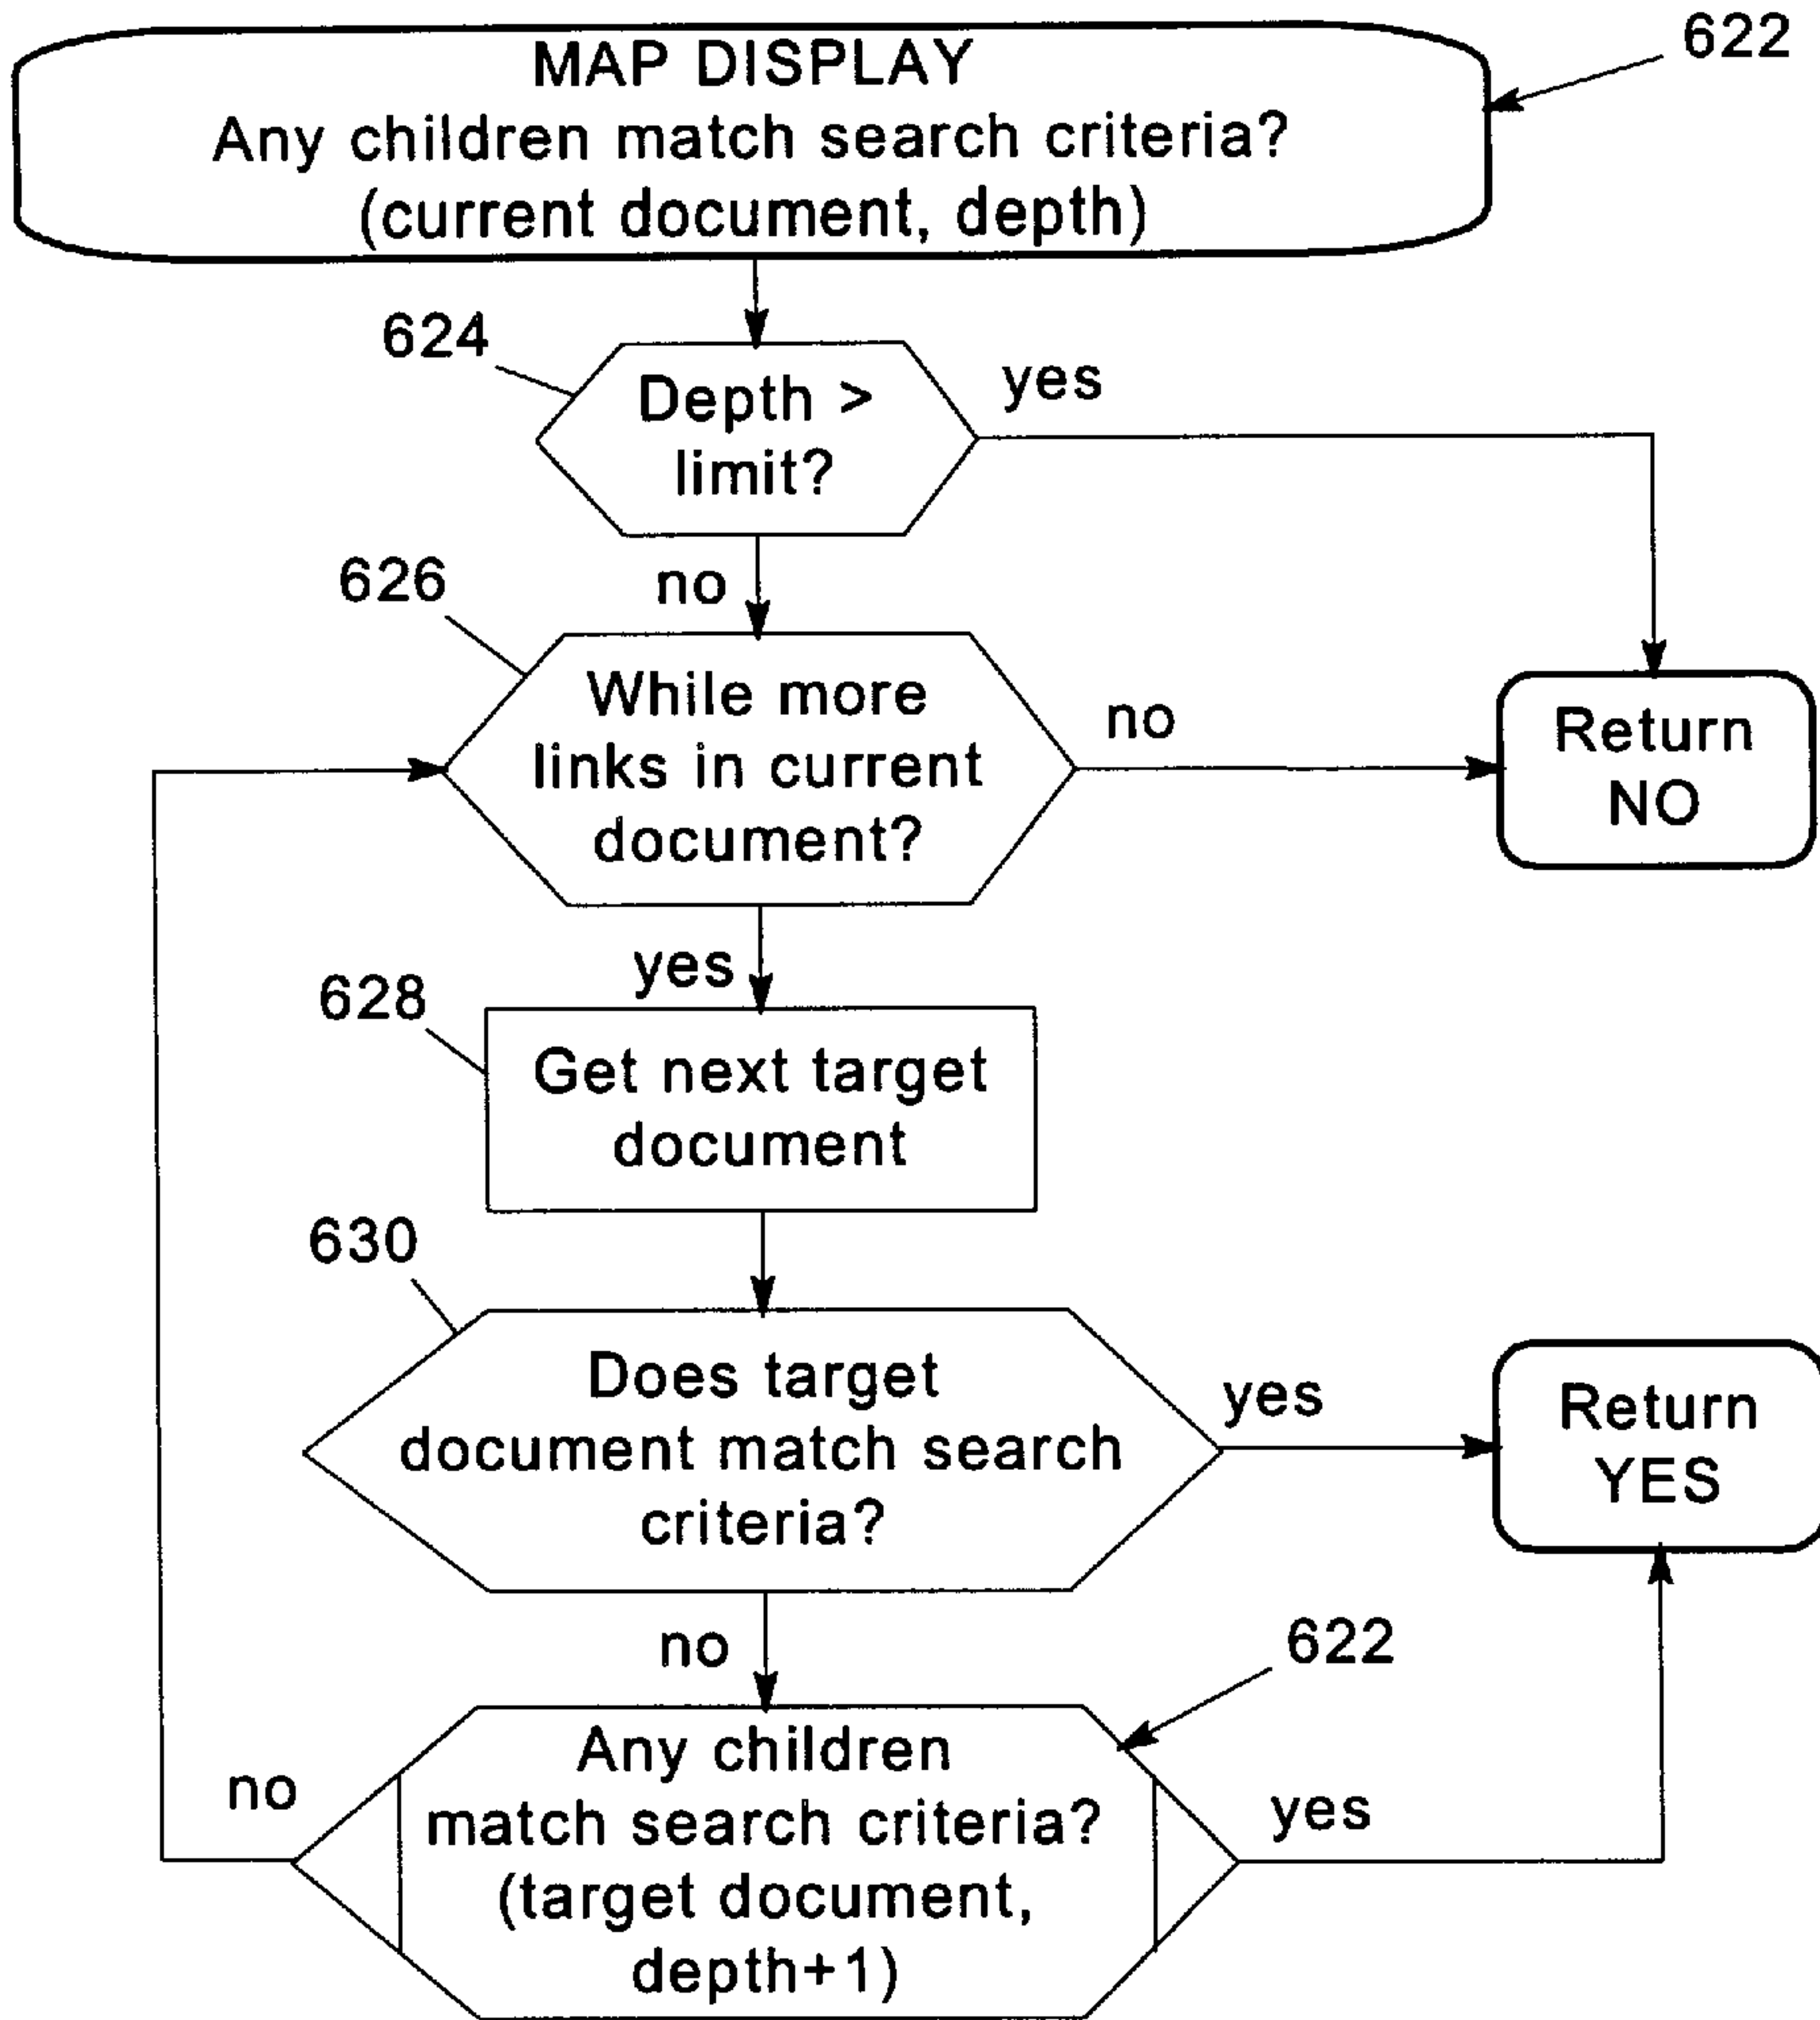 622
MAP DISPLAY
Any children match search criteria?
(current document, depth)
624
Depth >
limit?
yes
no
626
While more
links in current
document?
no
Return
NO
yes
628
Get next target
document
630
Does target
document match search
criteria?
yes
Return
YES
no
622
Any children
match search criteria?
(target document,
depth+1)
no
yes